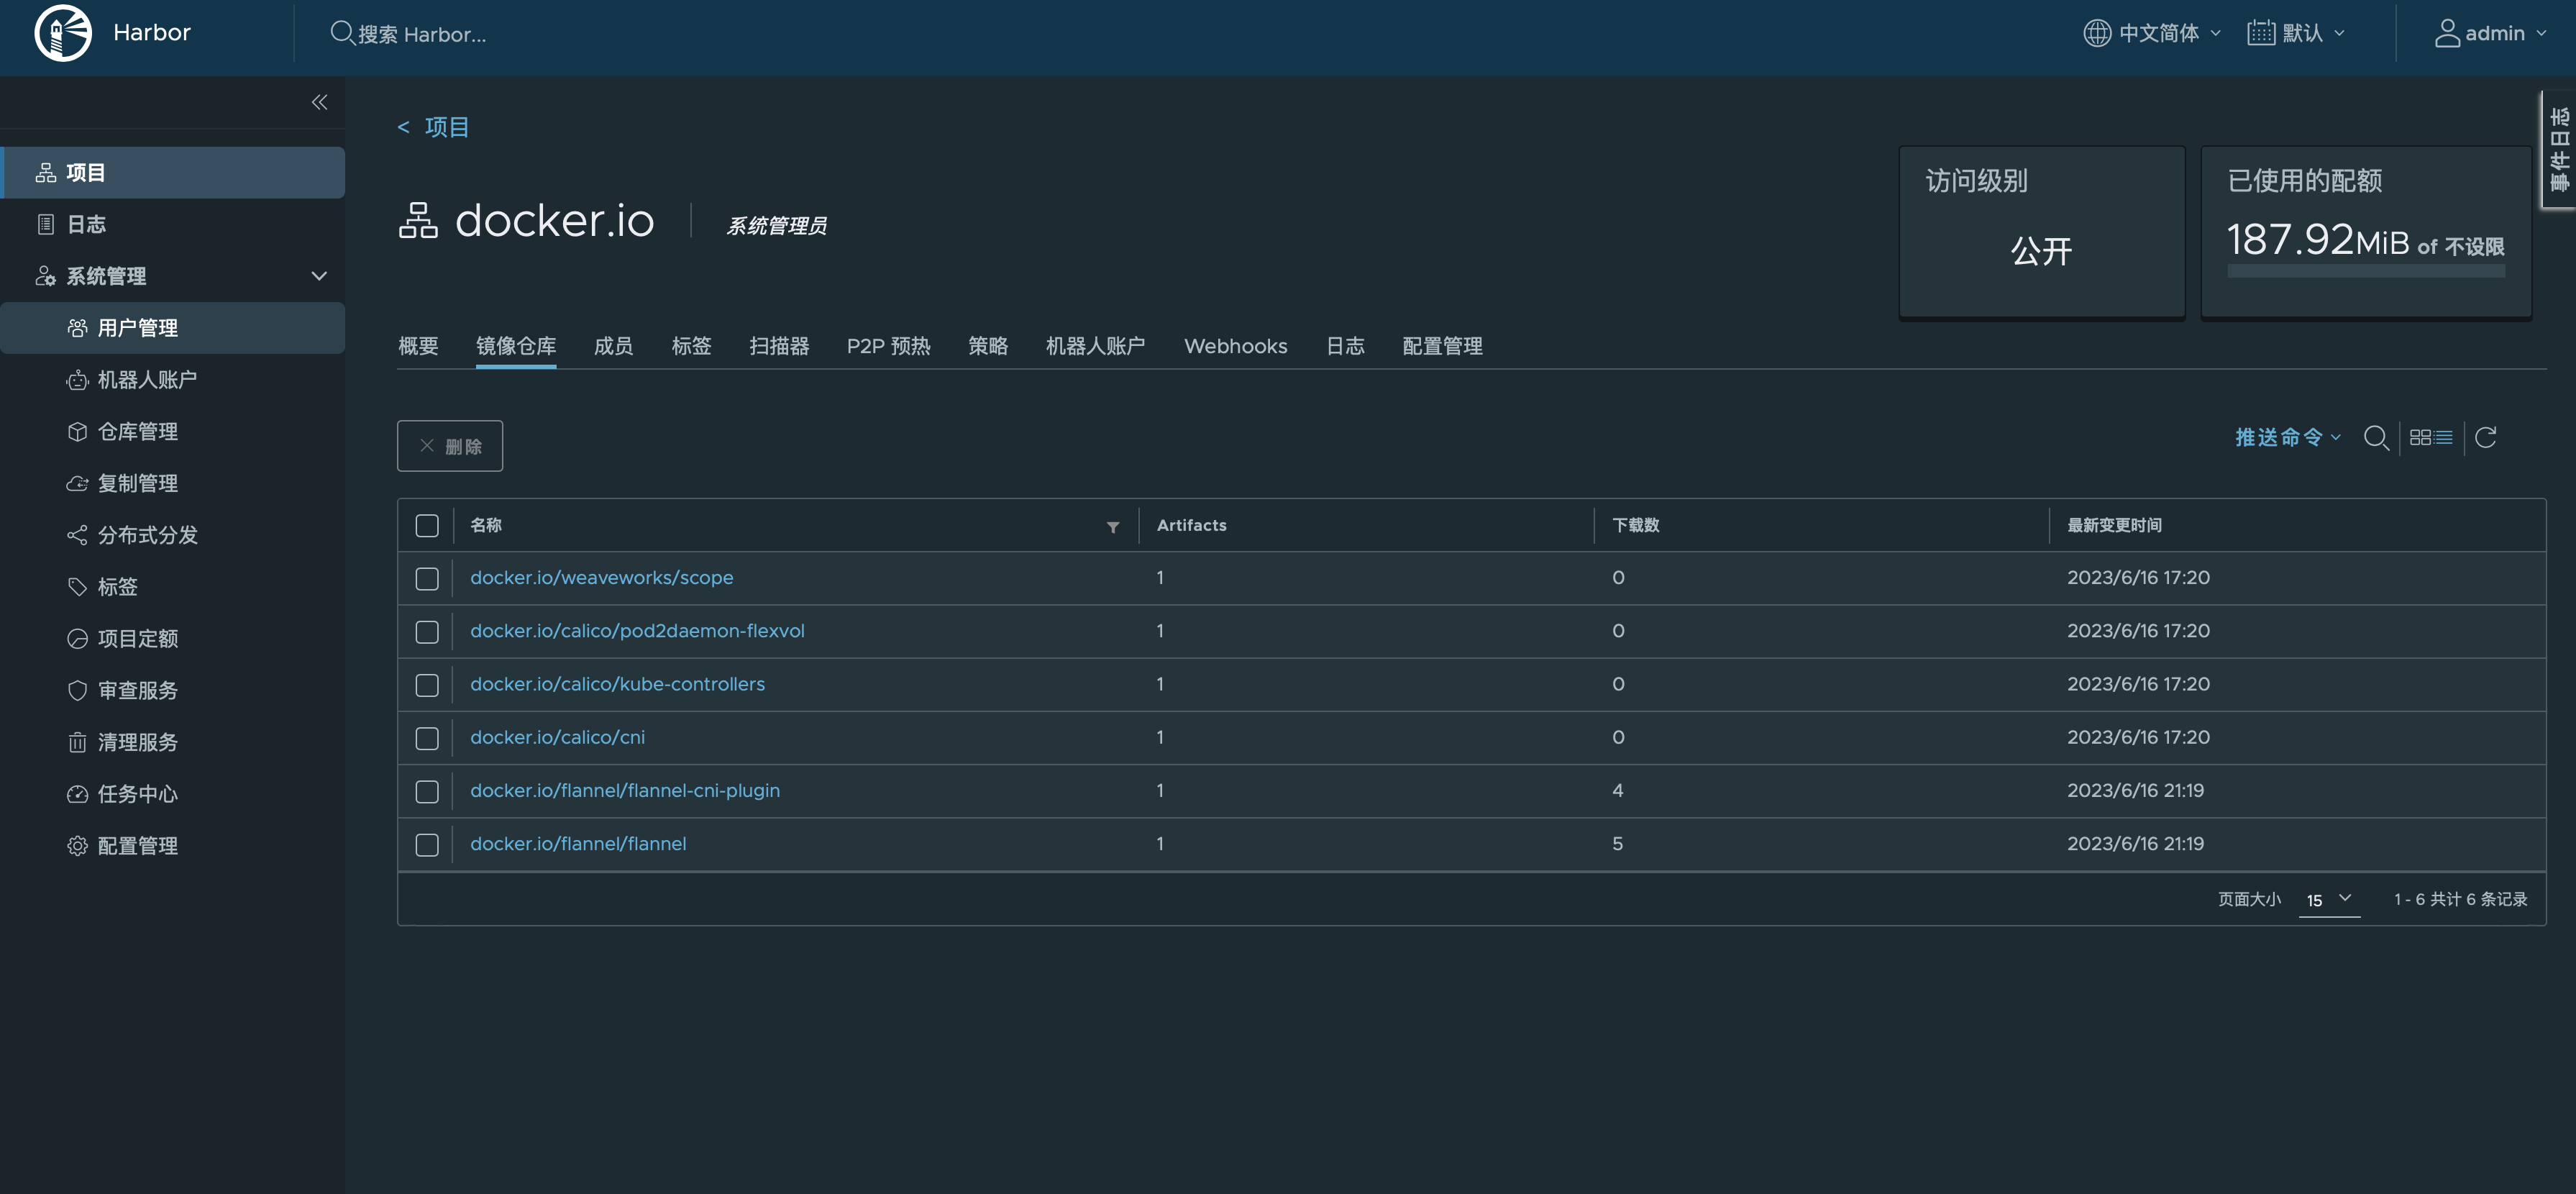 Harbor
搜索 Harbor...
中文简体
默认
admin
事件日志
项目
日志
系统管理
用户管理
机器人账户
仓库管理
复制管理
分布式分发
标签
项目定额
审查服务
清理服务
任务中心
配置管理
< 项目
docker.io
系统管理员
访问级别
公开
已使用的配额
187.92MiB of 不设限
概要 镜像仓库 成员 标签 扫描器 P2P 预热 策略 机器人账户 Webhooks 日志 配置管理
删除
推送命令
名称 Artifacts 下载数 最新变更时间
docker.io/weaveworks/scope 1 0 2023/6/16 17:20
docker.io/calico/pod2daemon-flexvol 1 0 2023/6/16 17:20
docker.io/calico/kube-controllers 1 0 2023/6/16 17:20
docker.io/calico/cni 1 0 2023/6/16 17:20
docker.io/flannel/flannel-cni-plugin 1 4 2023/6/16 21:19
docker.io/flannel/flannel 1 5 2023/6/16 21:19
页面大小 15 1 - 6 共计 6 条记录